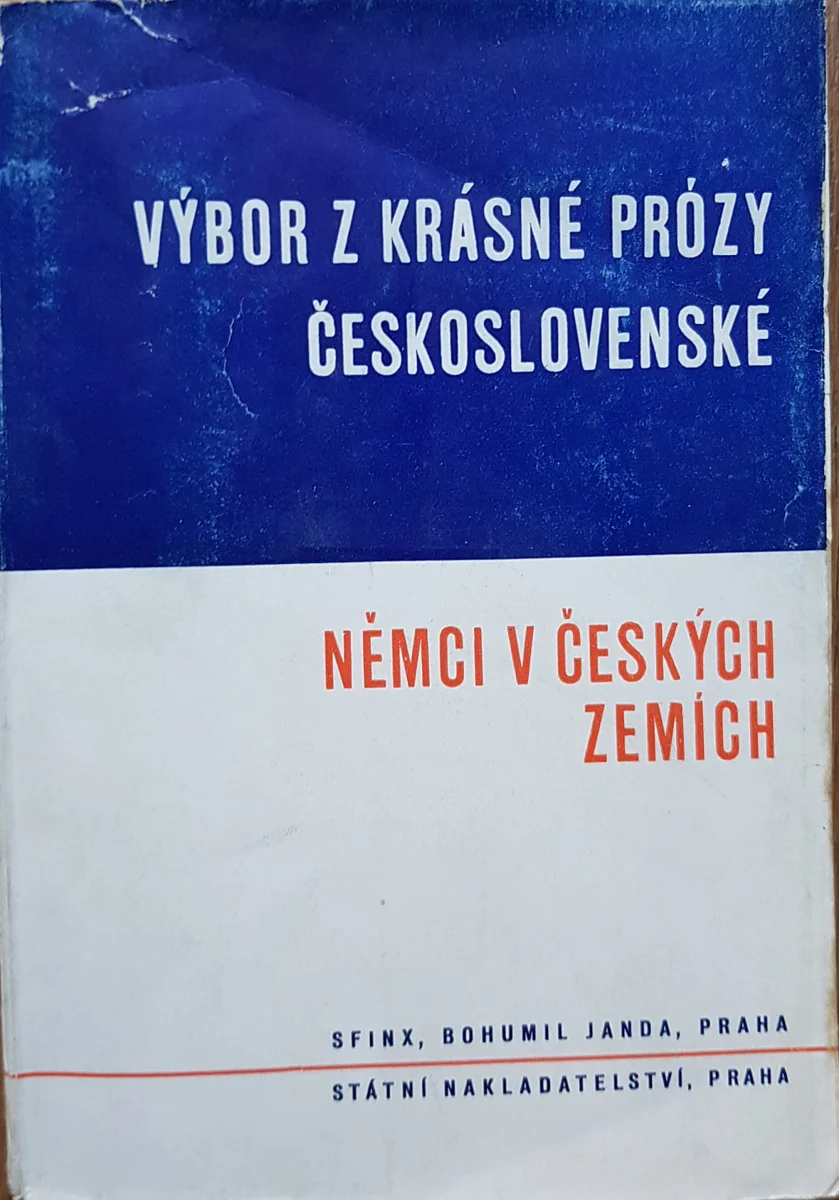 VÝBOR Z KRÁSNÉ PRÓZY
ČESKOSLOVENSKÉ
NĚMCI V ČESKÝCH
ZEMÍCH
SFINX, BOHUMIL JANDA, PRAHA
STÁTNÍ NAKLADATELSTVÍ, PRAHA